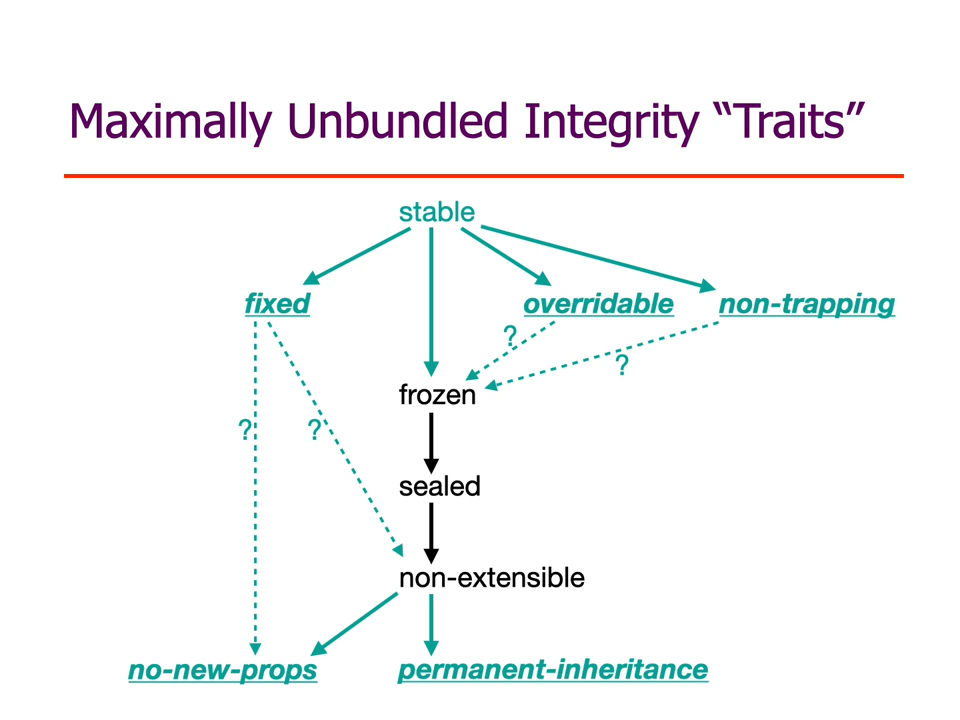 Maximally Unbundled Integrity “Traits”
stable
fixed
overridable
non-trapping
?
?
frozen
?
?
sealed
non-extensible
no-new-props
permanent-inheritance